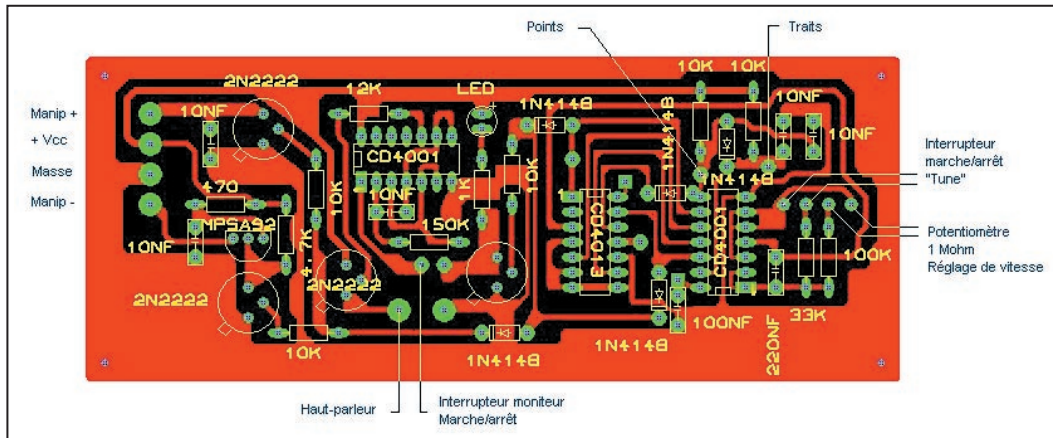 Points
Traits
Manip +
+ Vcc
Masse
Manip -
Interrupteur
marche/arrêt
"Tune"
Potentiomètre
1 Mohm
Réglage de vitesse
Haut-parleur
Interrupteur moniteur
Marche/arrêt
2N2222
10NF
12K
LED
1N4148
10K
10K
10NF
10NF
1N4148
CD4001
470
10K
10NF
1K
10K
1N4148
1
CD4013
CD4001
MPSA92
10NF
4.7K
150K
2N2222
2N2222
100K
33K
100NF
220NF
10K
1N4148
1N4148